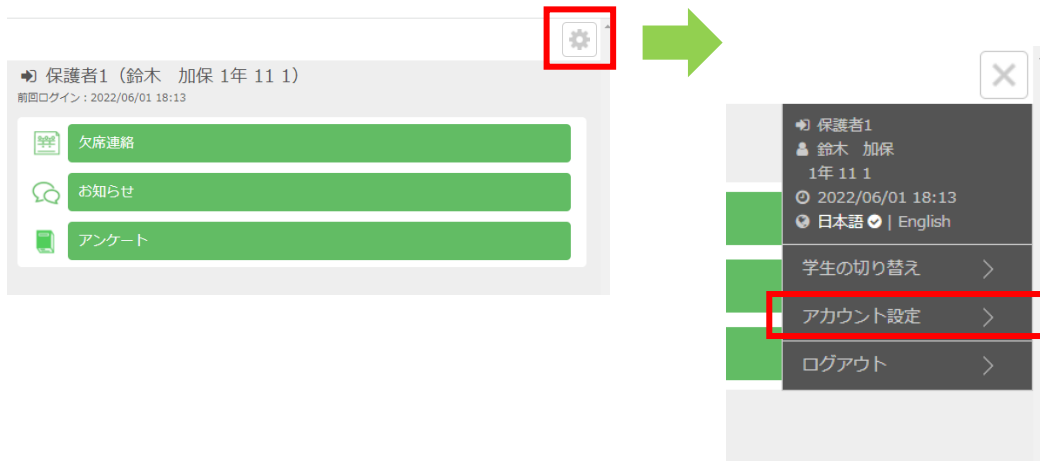 保護者1（鈴木　加保 1年 11 1）
前回ログイン：2022/06/01 18:13
欠席連絡
お知らせ
アンケート
保護者1
鈴木　加保
1年 11 1
2022/06/01 18:13
日本語 | English
学生の切り替え
アカウント設定
ログアウト